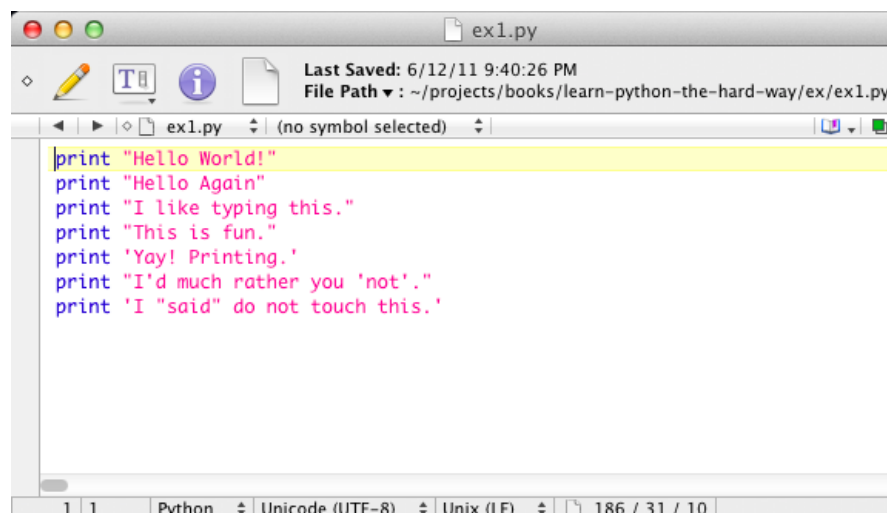 ex1.py
Last Saved: 6/12/11 9:40:26 PM
File Path ▾ : ~/projects/books/learn-python-the-hard-way/ex/ex1.py
ex1.py (no symbol selected)
print "Hello World!"
print "Hello Again"
print "I like typing this."
print "This is fun."
print 'Yay! Printing.'
print "I'd much rather you 'not'."
print 'I "said" do not touch this.'
1 1 Python Unicode (UTF-8) Unix (LF) 186 / 31 / 10